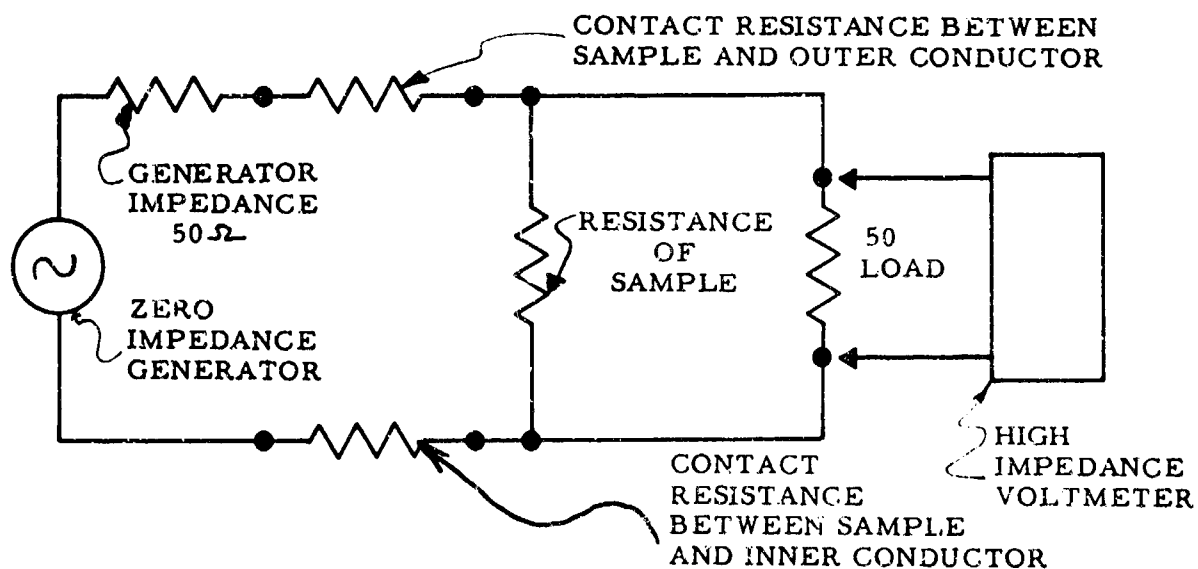 CONTACT RESISTANCE BETWEEN
SAMPLE AND OUTER CONDUCTOR
GENERATOR
IMPEDANCE
50Ω
RESISTANCE
OF
SAMPLE
50
LOAD
ZERO
IMPEDANCE
GENERATOR
HIGH
IMPEDANCE
VOLTMETER
CONTACT
RESISTANCE
BETWEEN SAMPLE
AND INNER CONDUCTOR